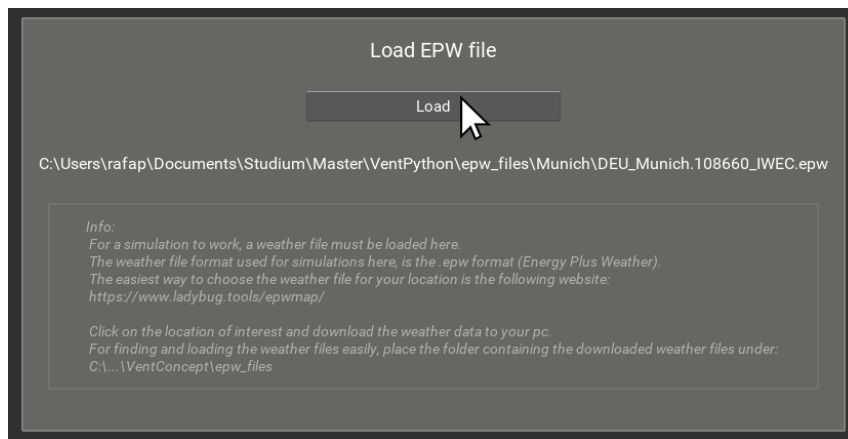 Load EPW file
Load
C:\Users\rafap\Documents\Studium\Master\VentPython\epw_files\Munich\DEU_Munich.108660_IWEC.epw
Info:
For a simulation to work, a weather file must be loaded here.
The weather file format used for simulations here, is the .epw format (Energy Plus Weather).
The easiest way to choose the weather file for your location is the following website:
https://www.ladybug.tools/epwmap/
Click on the location of interest and download the weather data to your pc.
For finding and loading the weather files easily, place the folder containing the downloaded weather files under:
C:\...\VentConcept\epw_files